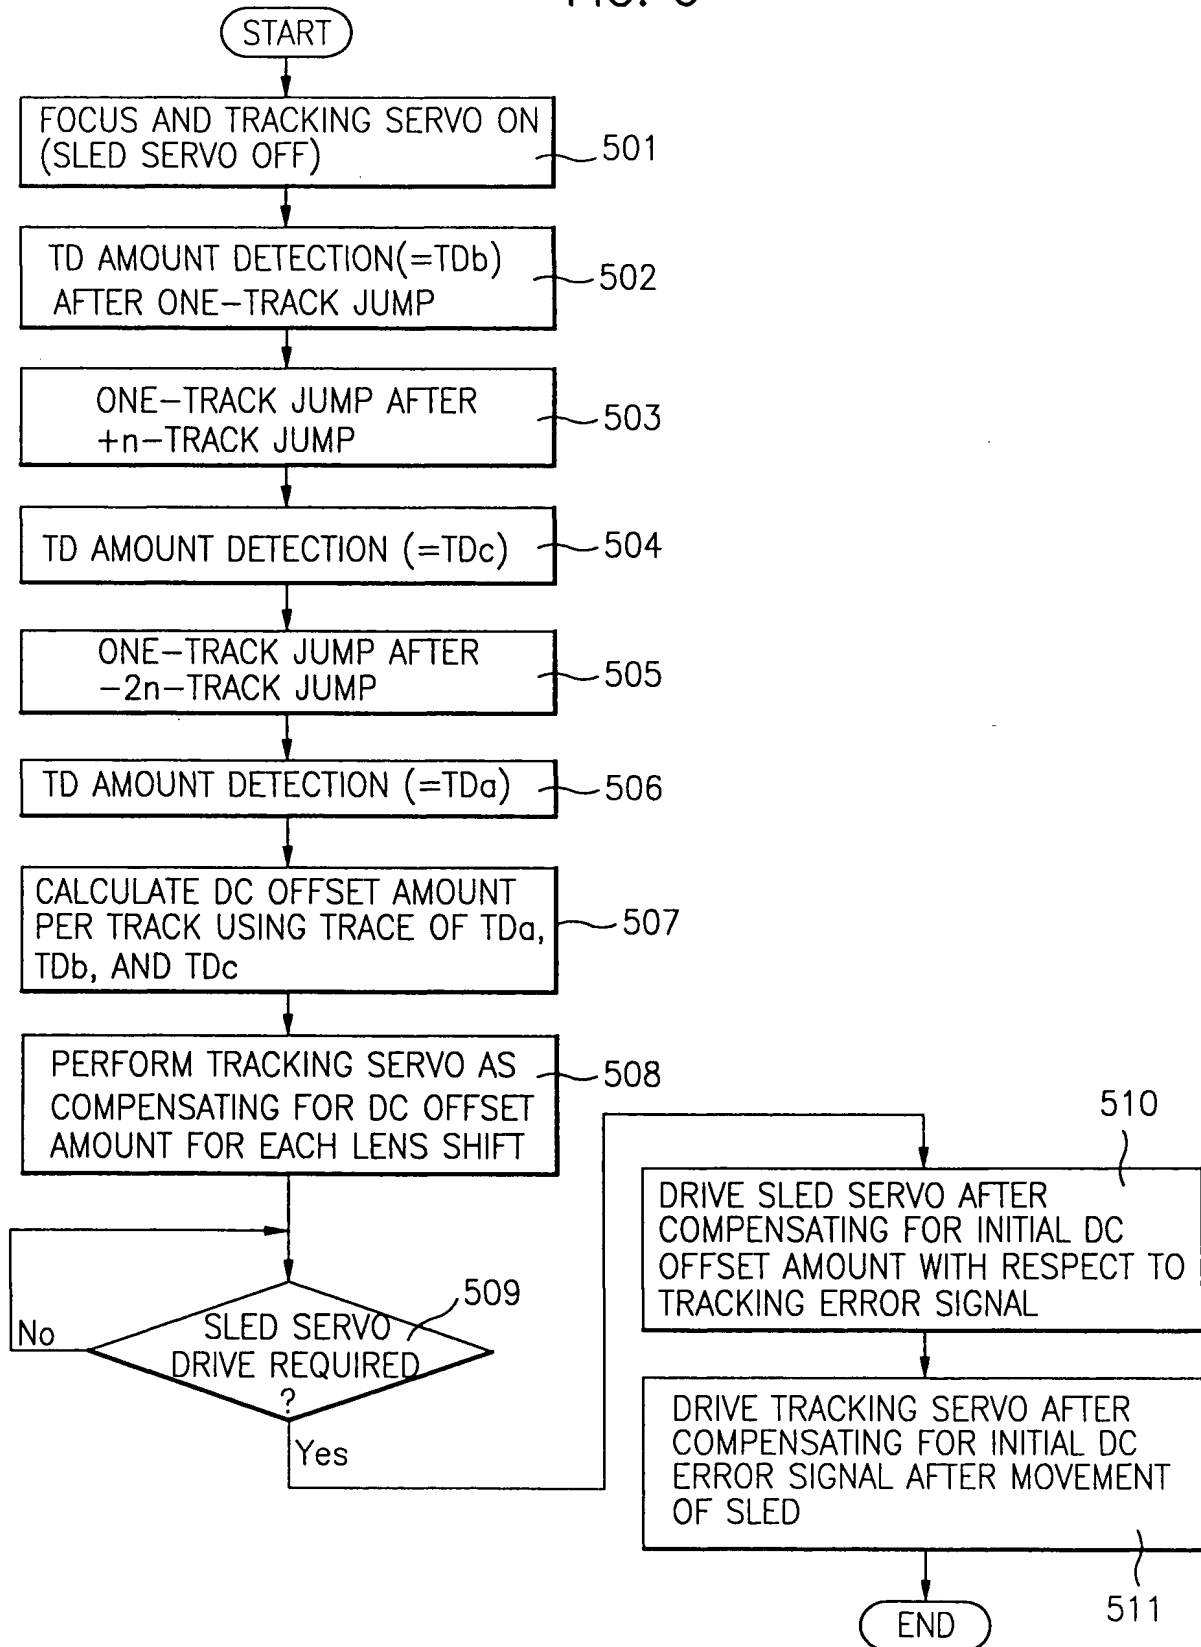 START
FOCUS AND TRACKING SERVO ON
(SLED SERVO OFF)
501
TD AMOUNT DETECTION(=TDb)
AFTER ONE-TRACK JUMP
502
ONE-TRACK JUMP AFTER
+n-TRACK JUMP
503
TD AMOUNT DETECTION (=TDc)
504
ONE-TRACK JUMP AFTER
-2n-TRACK JUMP
505
TD AMOUNT DETECTION (=TDa)
506
CALCULATE DC OFFSET AMOUNT
PER TRACK USING TRACE OF TDa,
TDb, AND TDc
507
PERFORM TRACKING SERVO AS
COMPENSATING FOR DC OFFSET
AMOUNT FOR EACH LENS SHIFT
508
SLED SERVO
DRIVE REQUIRED
?
509
No
Yes
510
DRIVE SLED SERVO AFTER
COMPENSATING FOR INITIAL DC
OFFSET AMOUNT WITH RESPECT TO
TRACKING ERROR SIGNAL
DRIVE TRACKING SERVO AFTER
COMPENSATING FOR INITIAL DC
ERROR SIGNAL AFTER MOVEMENT
OF SLED
511
END